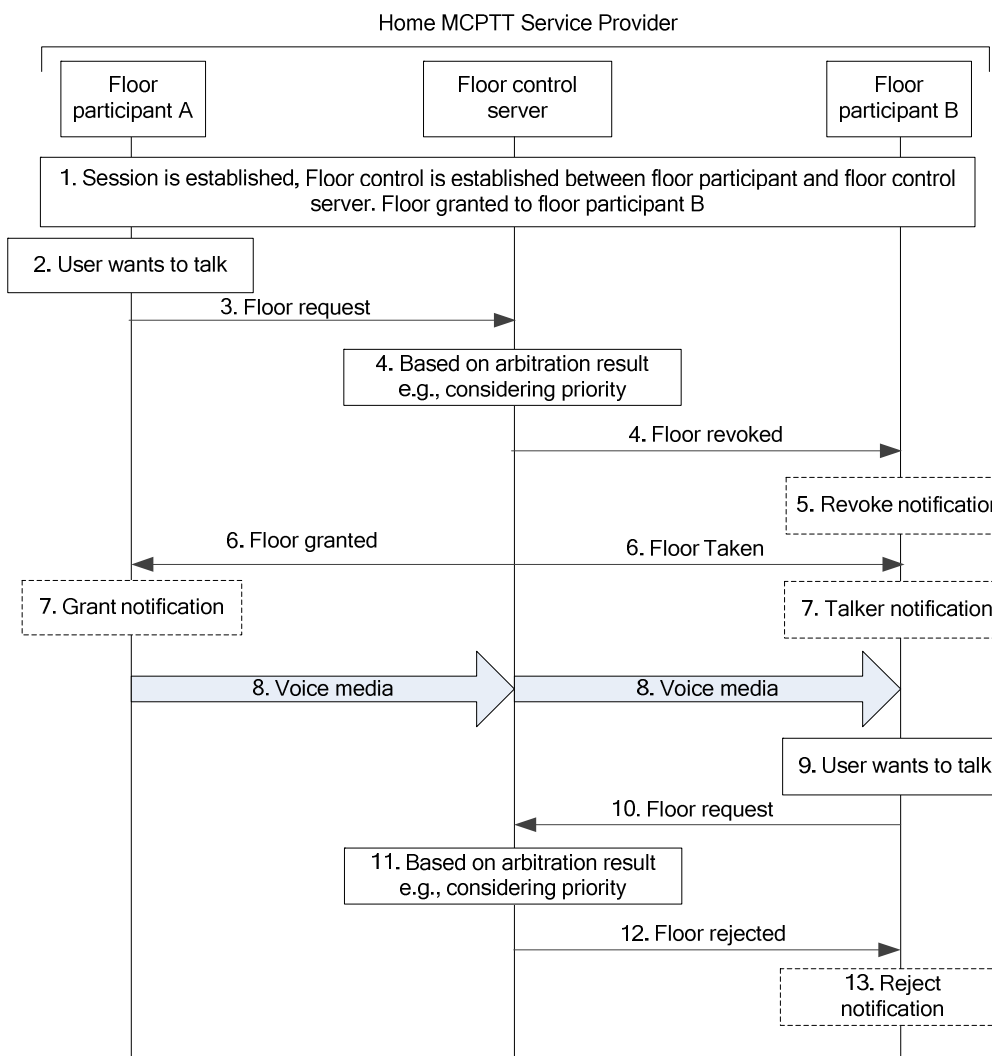 Home MCPTT Service Provider
Floor
participant A
Floor control
server
Floor
participant B
1. Session is established, Floor control is established between floor participant and floor control
server. Floor granted to floor participant B
2. User wants to talk
3. Floor request
4. Based on arbitration result
e.g., considering priority
4. Floor revoked
5. Revoke notification
6. Floor granted
6. Floor Taken
7. Grant notification
7. Talker notification
8. Voice media
8. Voice media
9. User wants to talk
10. Floor request
11. Based on arbitration result
e.g., considering priority
12. Floor rejected
13. Reject
notification